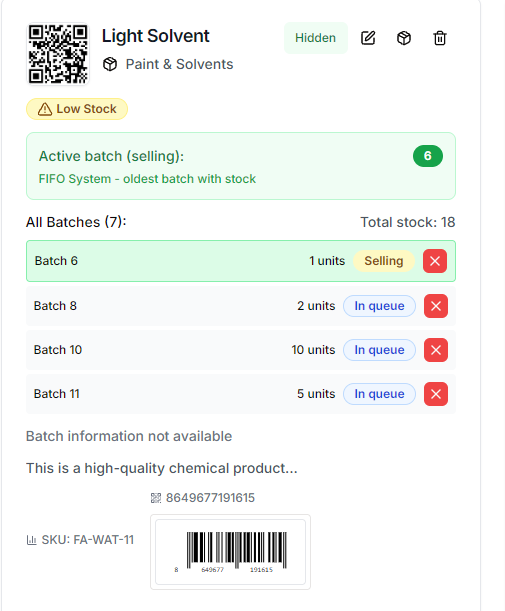 Light Solvent
Hidden
Paint & Solvents
Low Stock
Active batch (selling):
6
FIFO System - oldest batch with stock
All Batches (7):
Total stock: 18
Batch 6
1 units
Selling
Batch 8
2 units
In queue
Batch 10
10 units
In queue
Batch 11
5 units
In queue
Batch information not available
This is a high-quality chemical product...
8649677191615
SKU: FA-WAT-11
8 649677 191615